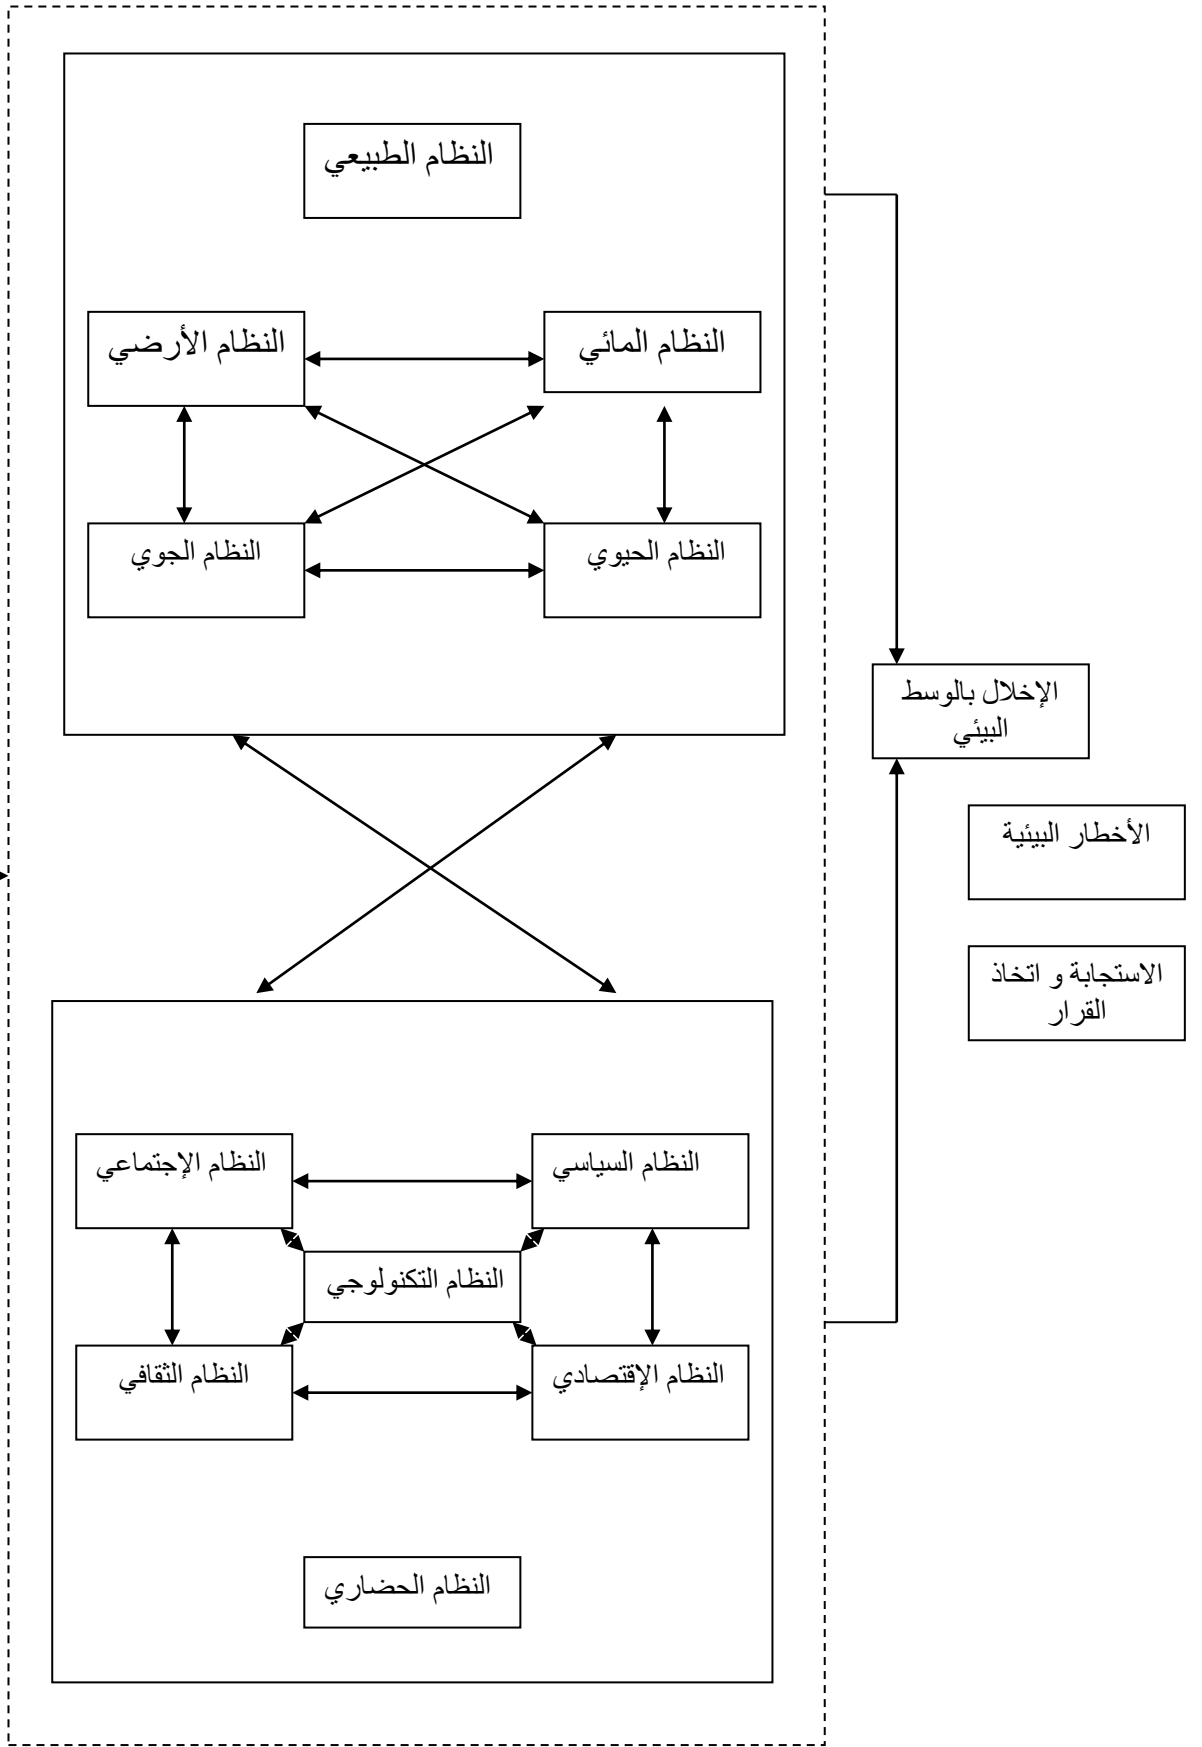 النظام الطبيعي
النظام المائي
النظام الأرضي
النظام الحيوي
النظام الجوي
الإخلال بالوسط
البيئي
الأخطار البيئية
الاستجابة و اتخاذ
القرار
النظام السياسي
النظام الإجتماعي
النظام التكنولوجي
النظام الإقتصادي
النظام الثقافي
النظام الحضاري